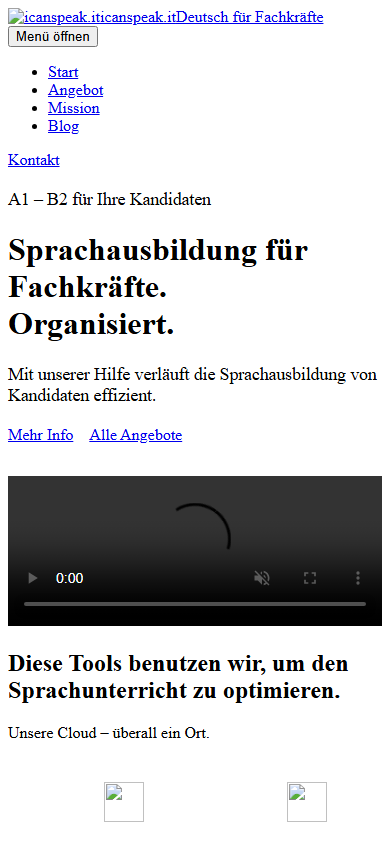 icanspeak.iticanspeak.itDeutsch für Fachkräfte
Menü öffnen
Start
Angebot
Mission
Blog
Kontakt
A1 – B2 für Ihre Kandidaten
Sprachausbildung für
Fachkräfte.
Organisiert.
Mit unserer Hilfe verläuft die Sprachausbildung von
Kandidaten effizient.
Mehr Info Alle Angebote
0:00
Diese Tools benutzen wir, um den
Sprachunterricht zu optimieren.
Unsere Cloud – überall ein Ort.